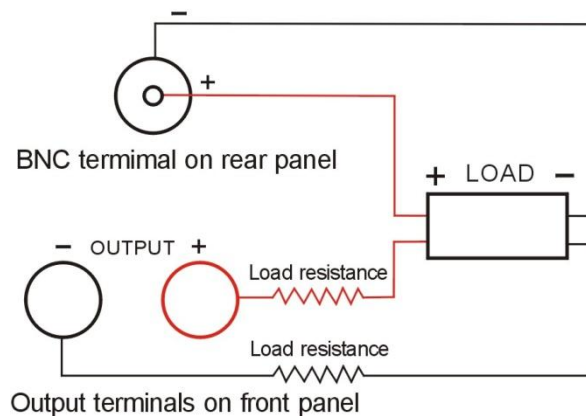 −
+
BNC termimal on rear panel
+ LOAD −
− OUTPUT +
Load resistance
Load resistance
Output terminals on front panel